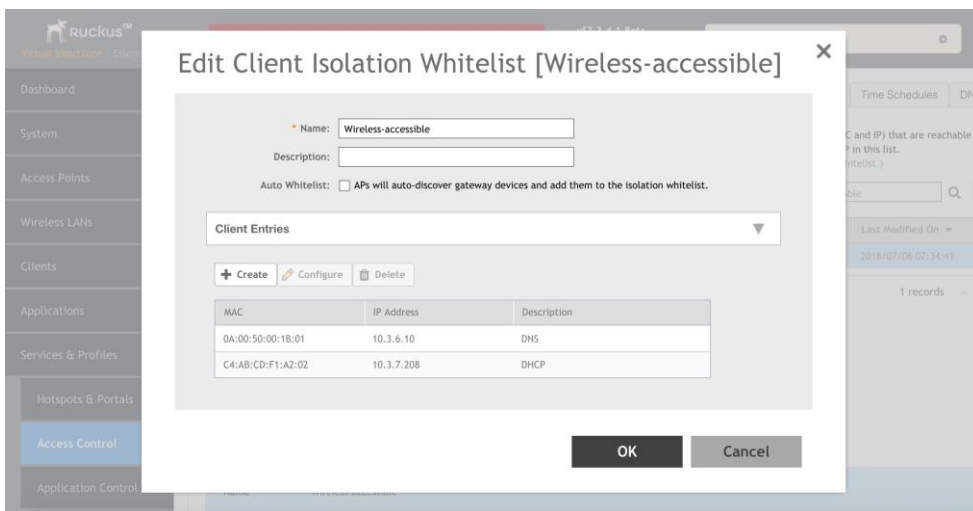 RUCKUS™
Edit Client Isolation Whitelist [Wireless-accessible]
* Name: Wireless-accessible
Description:
Auto Whitelist: APs will auto-discover gateway devices and add them to the isolation whitelist.
Client Entries
+ Create Configure Delete
MAC IP Address Description
0A:00:50:00:1B:01 10.3.6.10 DNS
C4:AB:CD:F1:A2:02 10.3.7.208 DHCP
OK Cancel
Dashboard
System
Access Points
Wireless LANs
Clients
Applications
Services & Profiles
Hotspots & Portals
Access Control
Application Control
Time Schedules
C and IP) that are reachable
P in this list.
Last Modified On
2018/07/06 07:34:41
1 records
Name